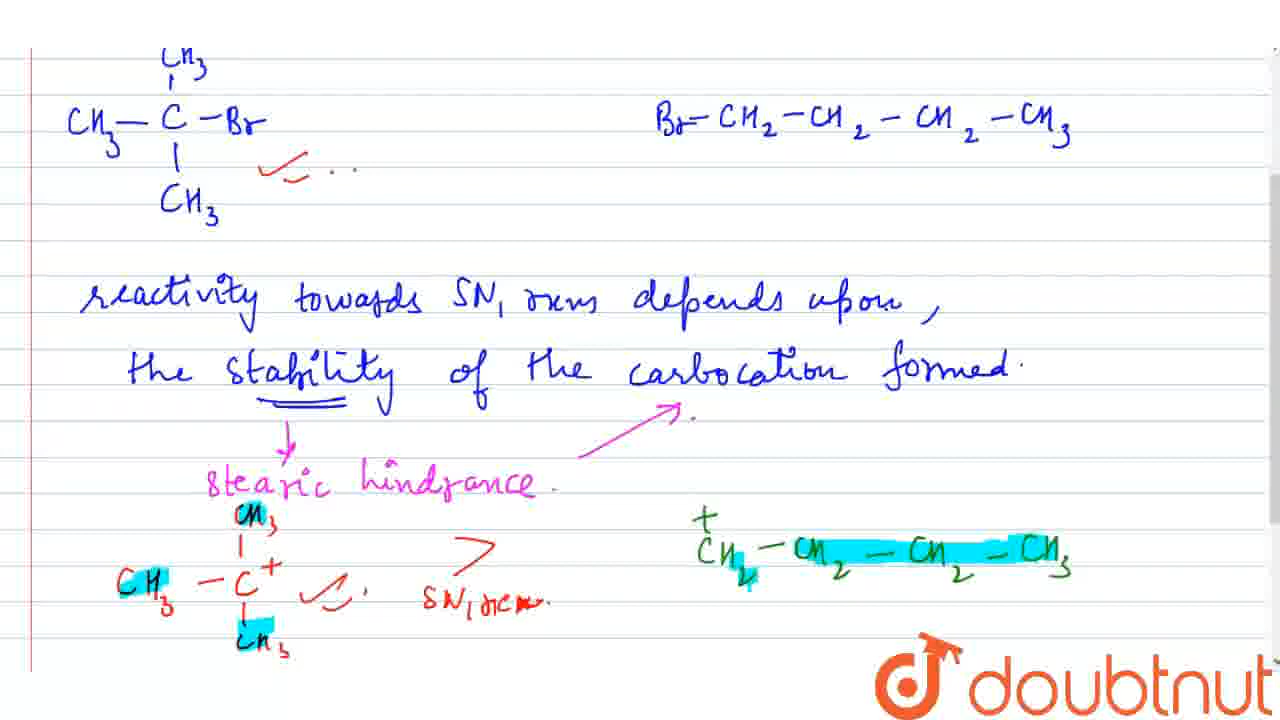 CH3
CH3 — C — Br
Br — CH2 — CH2 — CH2 — CH3
CH3
reactivity towards SN1 rxns depends upon,
the stability of the carbocation formed.
stearic hindrance.
CH3
CH3 — C+
>
+CH2 — CH2 — CH2 — CH3
SN1 rxn.
CH3
doubtnut